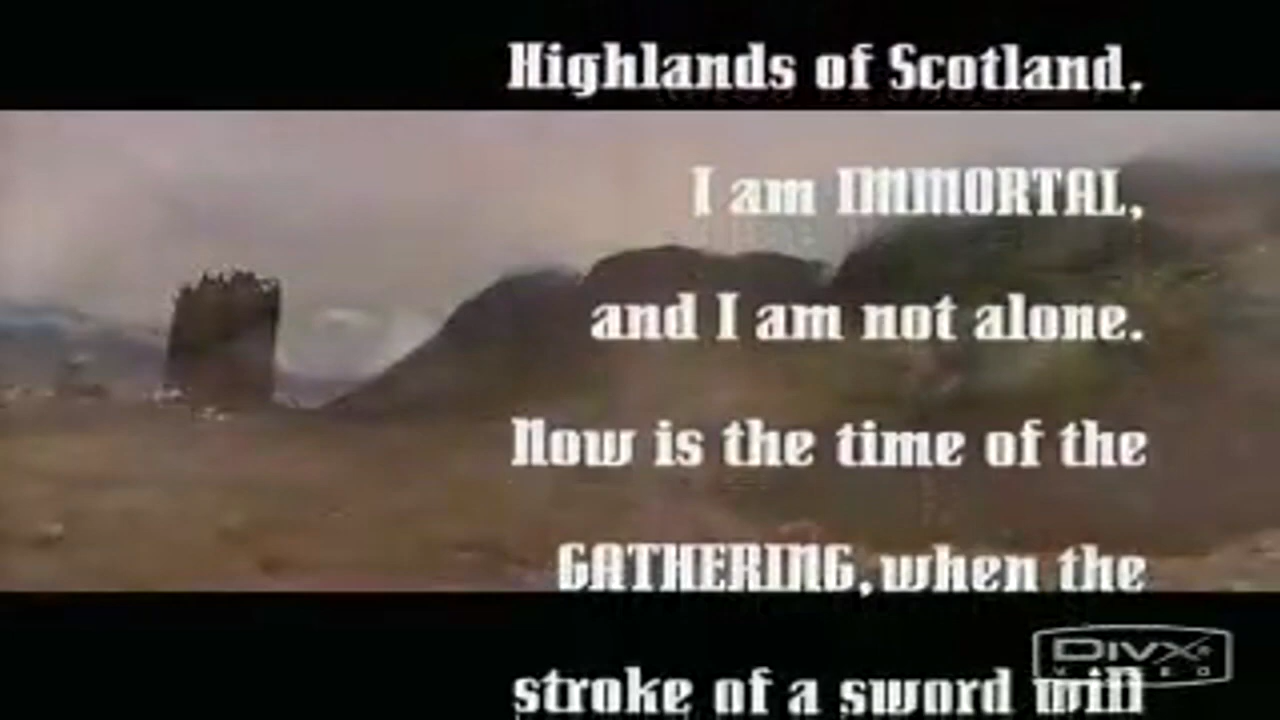 Highlands of Scotland.
I am IMMORTAL,
and I am not alone.
Now is the time of the
GATHERING, when the
stroke of a sword will
DIVX
VIDEO